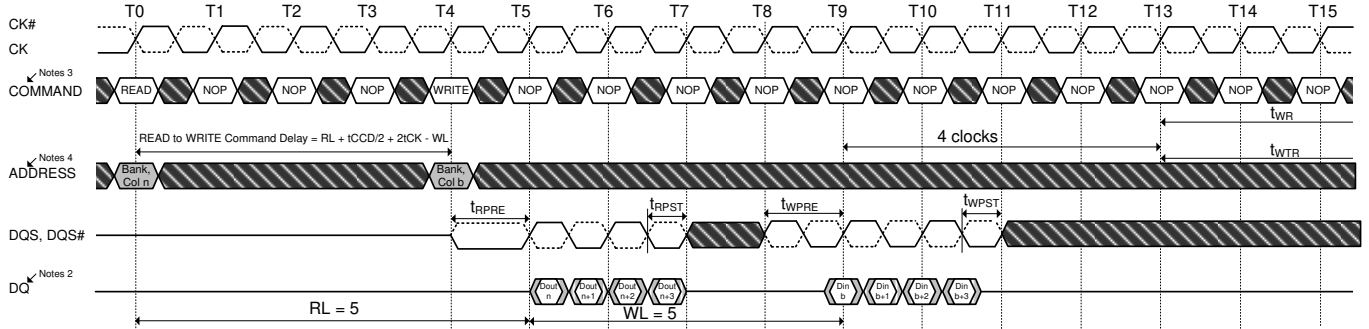 T0 T1 T2 T3 T4 T5 T6 T7 T8 T9 T10 T11 T12 T13 T14 T15
CK#
CK
Notes 3
COMMAND READ NOP NOP NOP WRITE NOP NOP NOP NOP NOP NOP NOP NOP NOP NOP NOP
tWR
READ to WRITE Command Delay = RL + tCCD/2 + 2tCK - WL
4 clocks
tWTR
Notes 4
ADDRESS
Bank, Col n
Bank, Col b
tRPRE tRPST tWPRE tWPST
DQS, DQS#
Notes 2
DQ
Dout n
Dout n+1
Dout n+2
Dout n+3
Din b
Din b+1
Din b+2
Din b+3
RL = 5
WL = 5